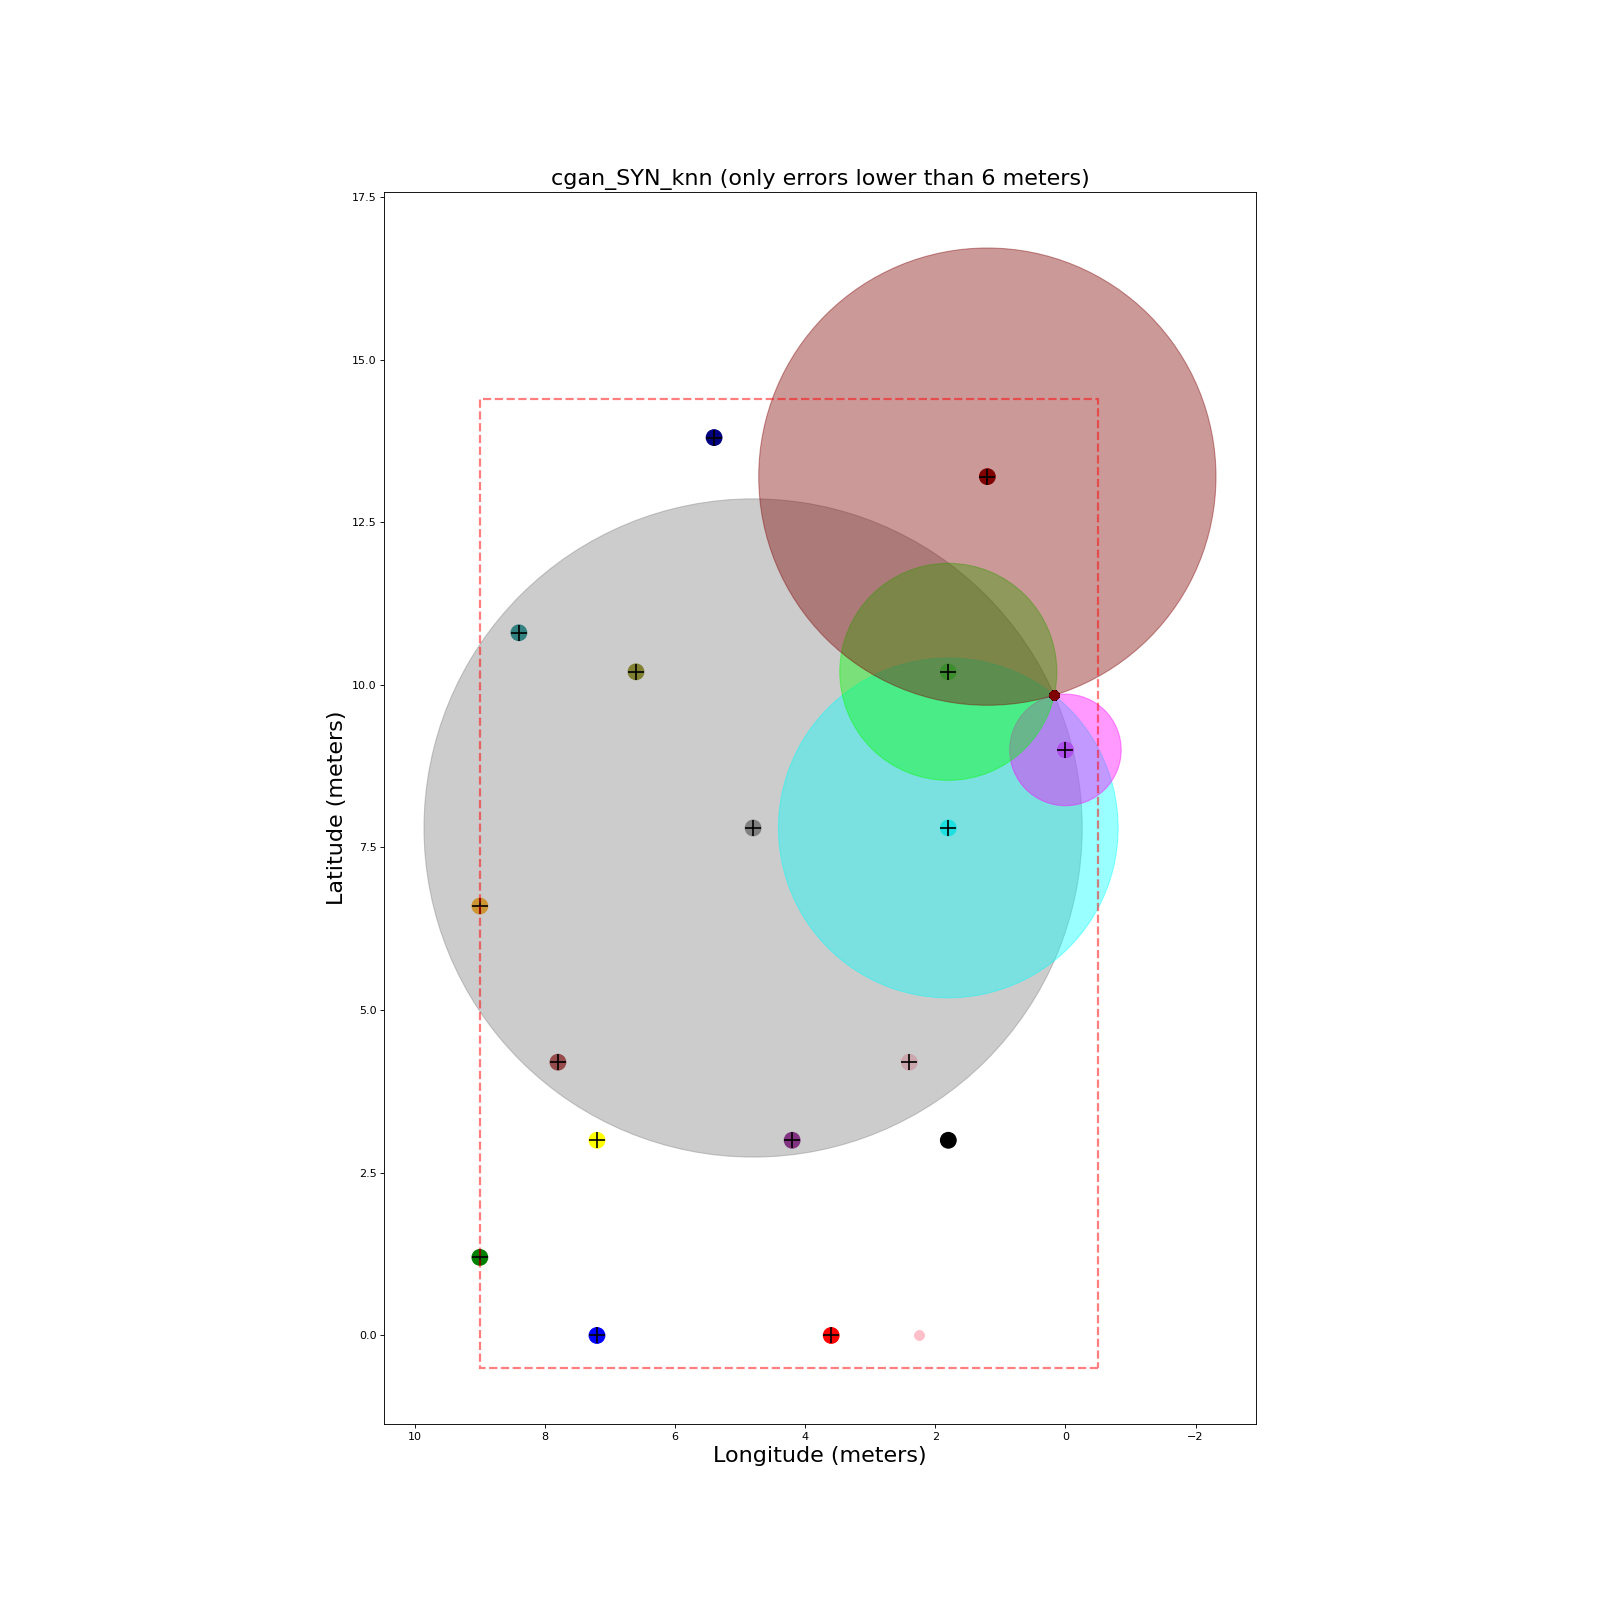 cgan_SYN_knn (only errors lower than 6 meters)
17.5
15.0
12.5
10.0
7.5
5.0
2.5
0.0
Latitude (meters)
10 8 6 4 2 0 −2
Longitude (meters)